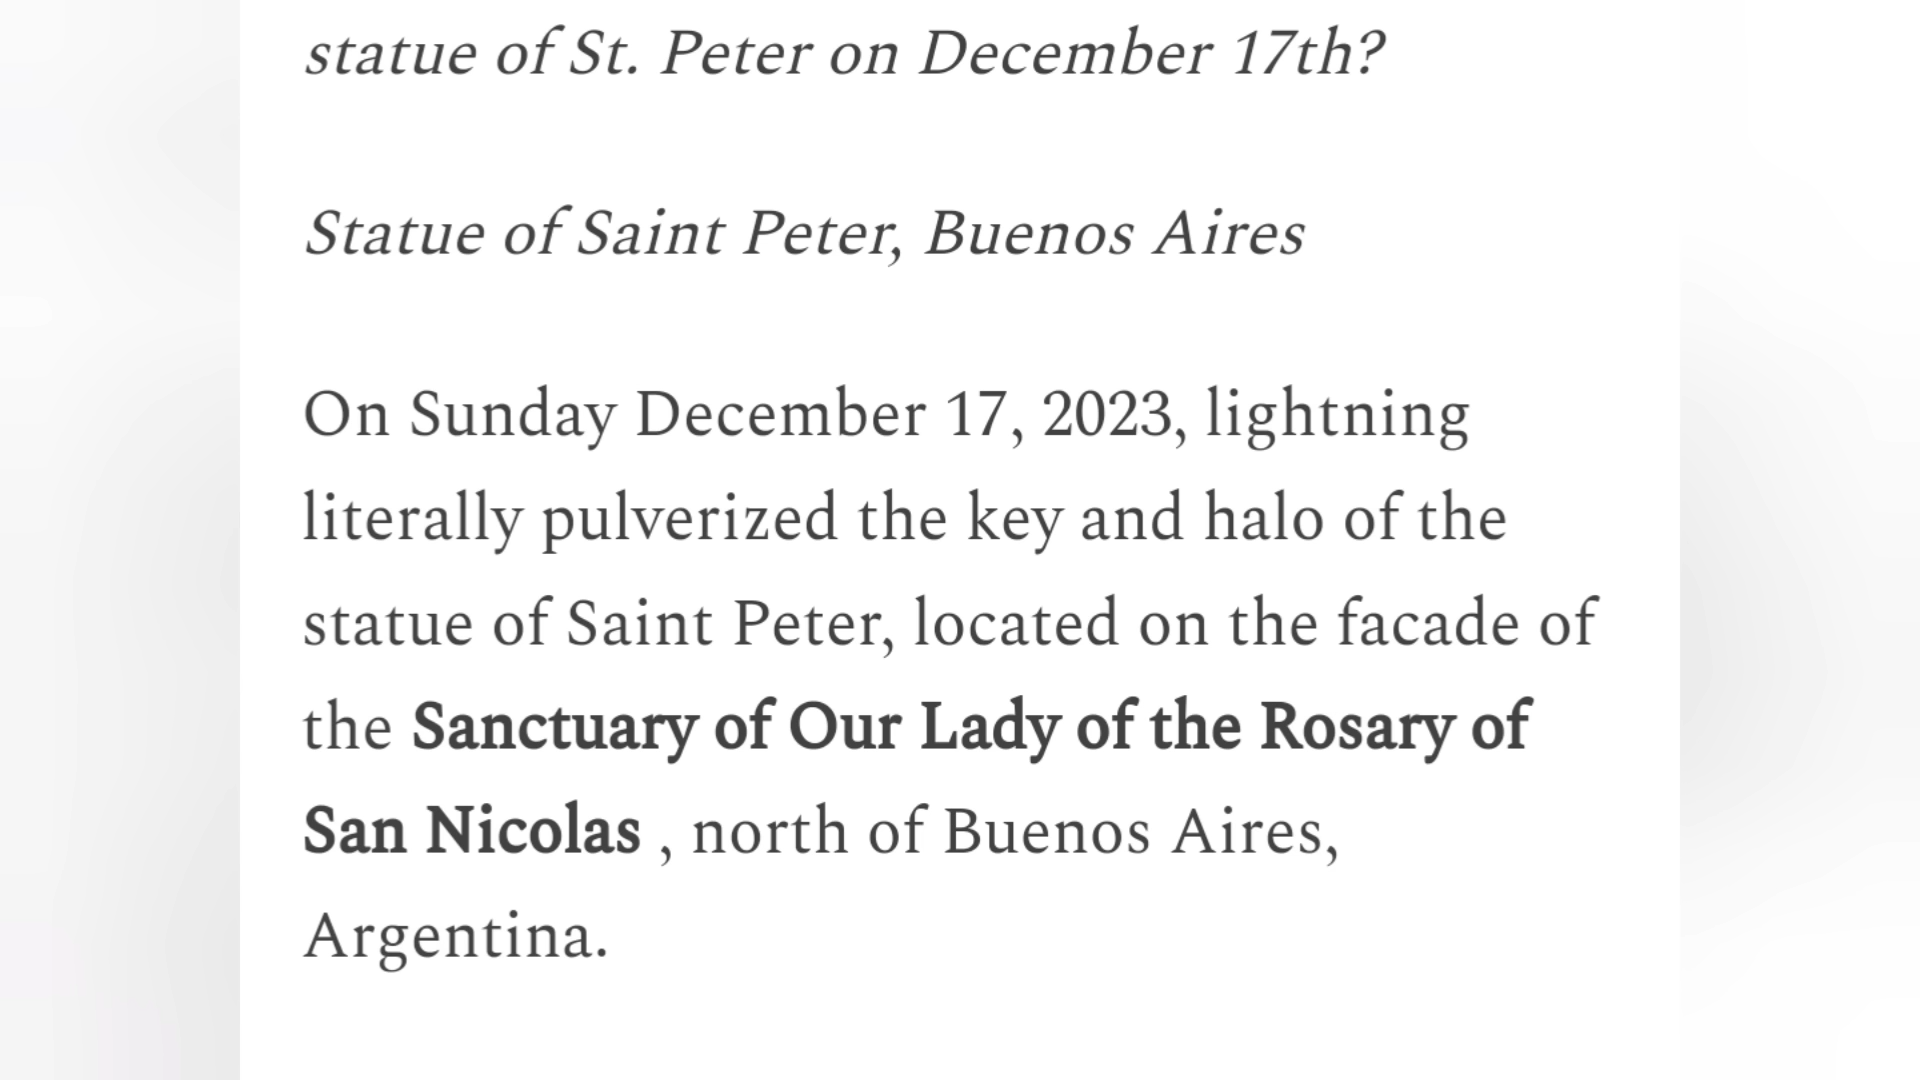 statue of St. Peter on December 17th?
Statue of Saint Peter, Buenos Aires
On Sunday December 17, 2023, lightning
literally pulverized the key and halo of the
statue of Saint Peter, located on the facade of
the Sanctuary of Our Lady of the Rosary of
San Nicolas , north of Buenos Aires,
Argentina.